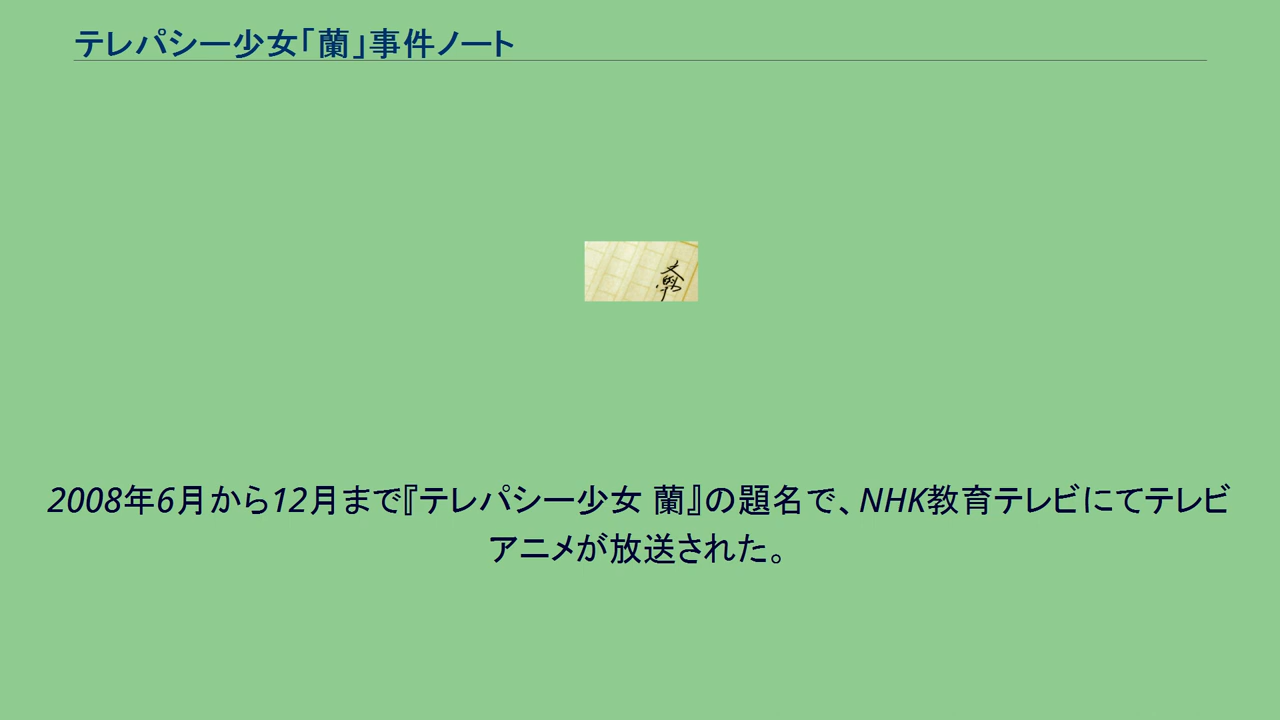 テレパシー少女「蘭」事件ノート
2008年6月から12月まで『テレパシー少女 蘭』の題名で、NHK教育テレビにてテレビ
アニメが放送された。